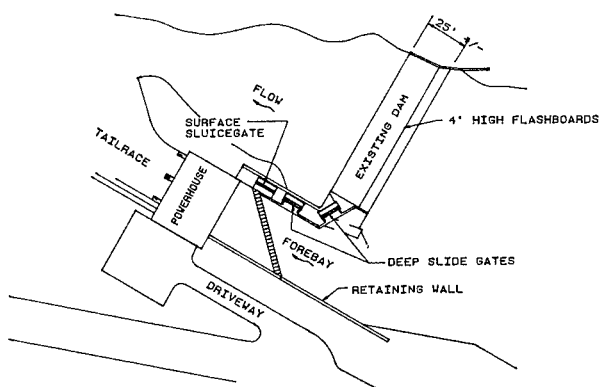 25' +/-
FLOW
SURFACE
SLUICEGATE
EXISTING DAM
4' HIGH FLASHBOARDS
TAILRACE
POWERHOUSE
FOREBAY
DEEP SLIDE GATES
RETAINING WALL
DRIVEWAY